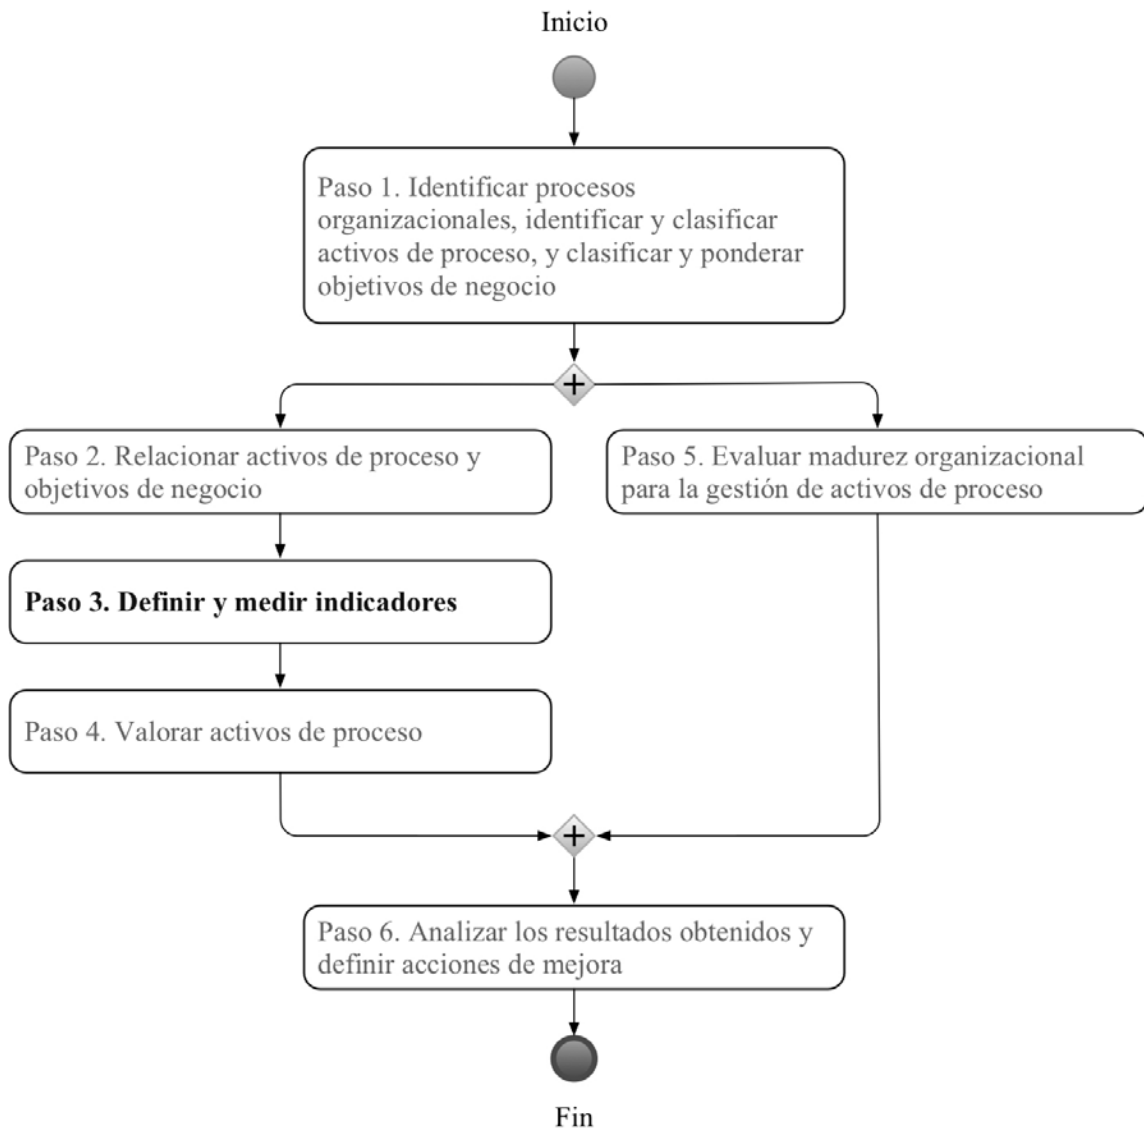 Inicio
Paso 1. Identificar procesos
organizacionales, identificar y clasificar
activos de proceso, y clasificar y ponderar
objetivos de negocio
Paso 2. Relacionar activos de proceso y
objetivos de negocio
Paso 5. Evaluar madurez organizacional
para la gestión de activos de proceso
Paso 3. Definir y medir indicadores
Paso 4. Valorar activos de proceso
Paso 6. Analizar los resultados obtenidos y
definir acciones de mejora
Fin